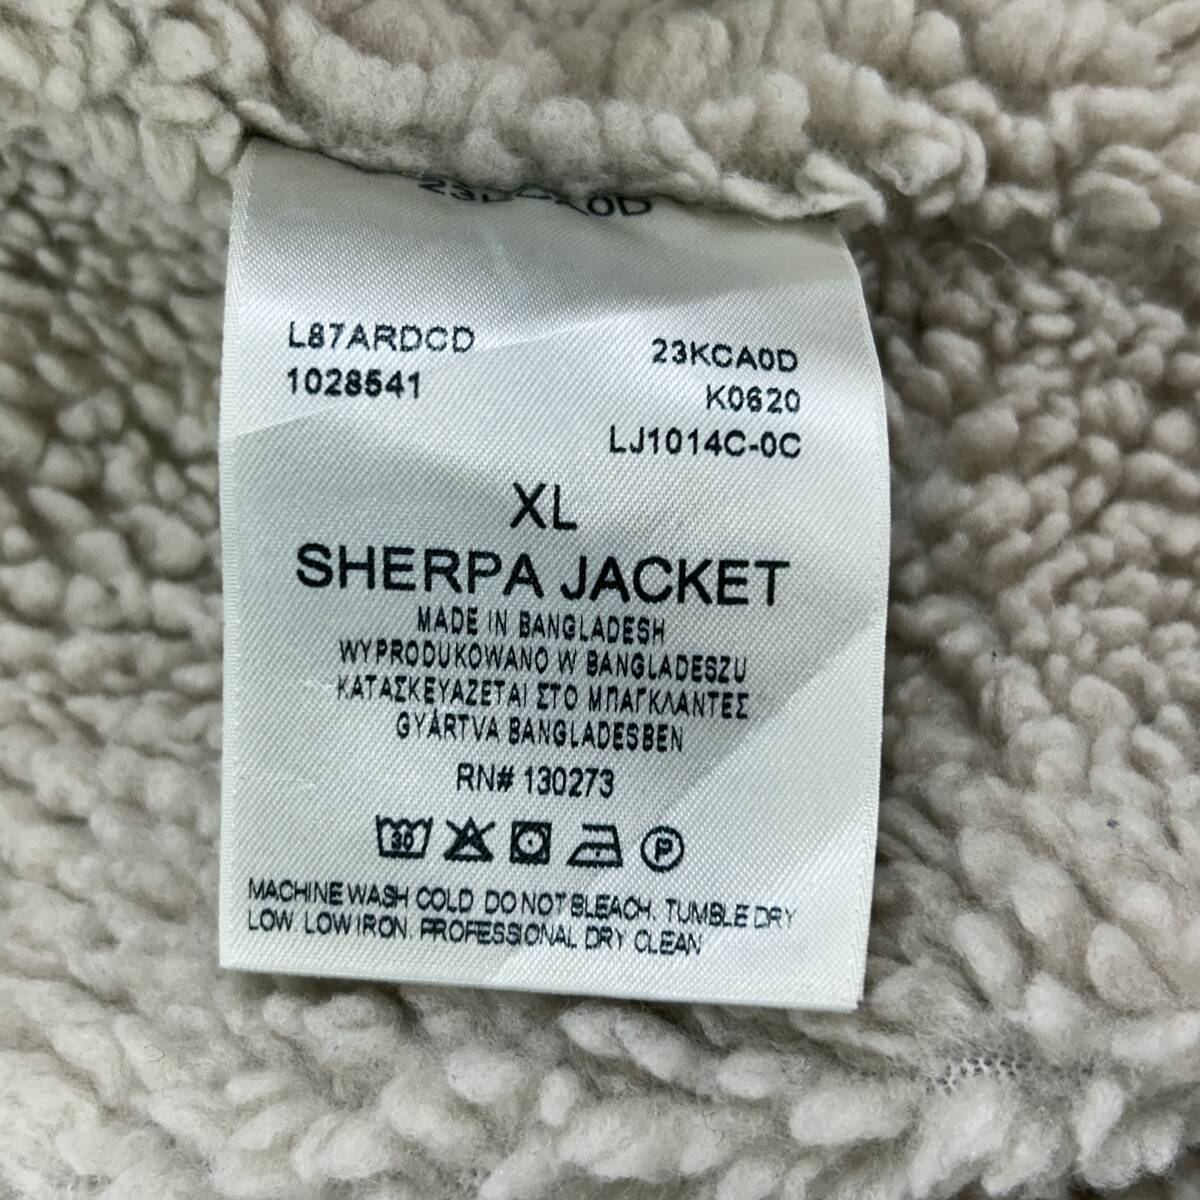 L87ARDCD 23KCA0D
1028541 K0620
LJ1014C-0C
XL
SHERPA JACKET
MADE IN BANGLADESH
WYPRODUKOWANO W BANGLADESZU
ΚΑΤΑΣΚΕΥΑΖΕΤΑΙ ΣΤΟ ΜΠΑΓΚΛΑΝΤΕΣ
GYÁRTVA BANGLADESBEN
RN# 130273
30 P
MACHINE WASH COLD. DO NOT BLEACH. TUMBLE DRY
LOW. LOW IRON. PROFESSIONAL DRY CLEAN